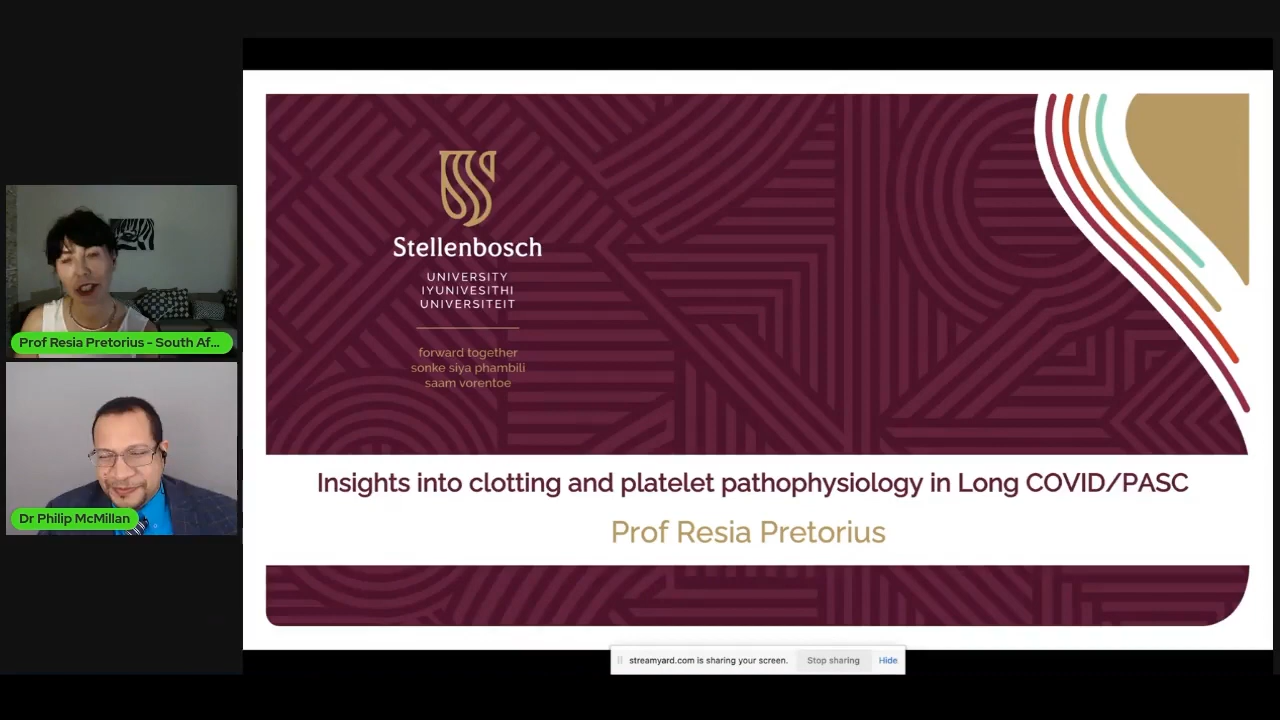 Prof Resia Pretorius - South Af...
Dr Philip McMillan
Stellenbosch
UNIVERSITY
IYUNIVESITHI
UNIVERSITEIT
forward together
sonke siya phambili
saam vorentoe
Insights into clotting and platelet pathophysiology in Long COVID/PASC
Prof Resia Pretorius
streamyard.com is sharing your screen.
Stop sharing
Hide